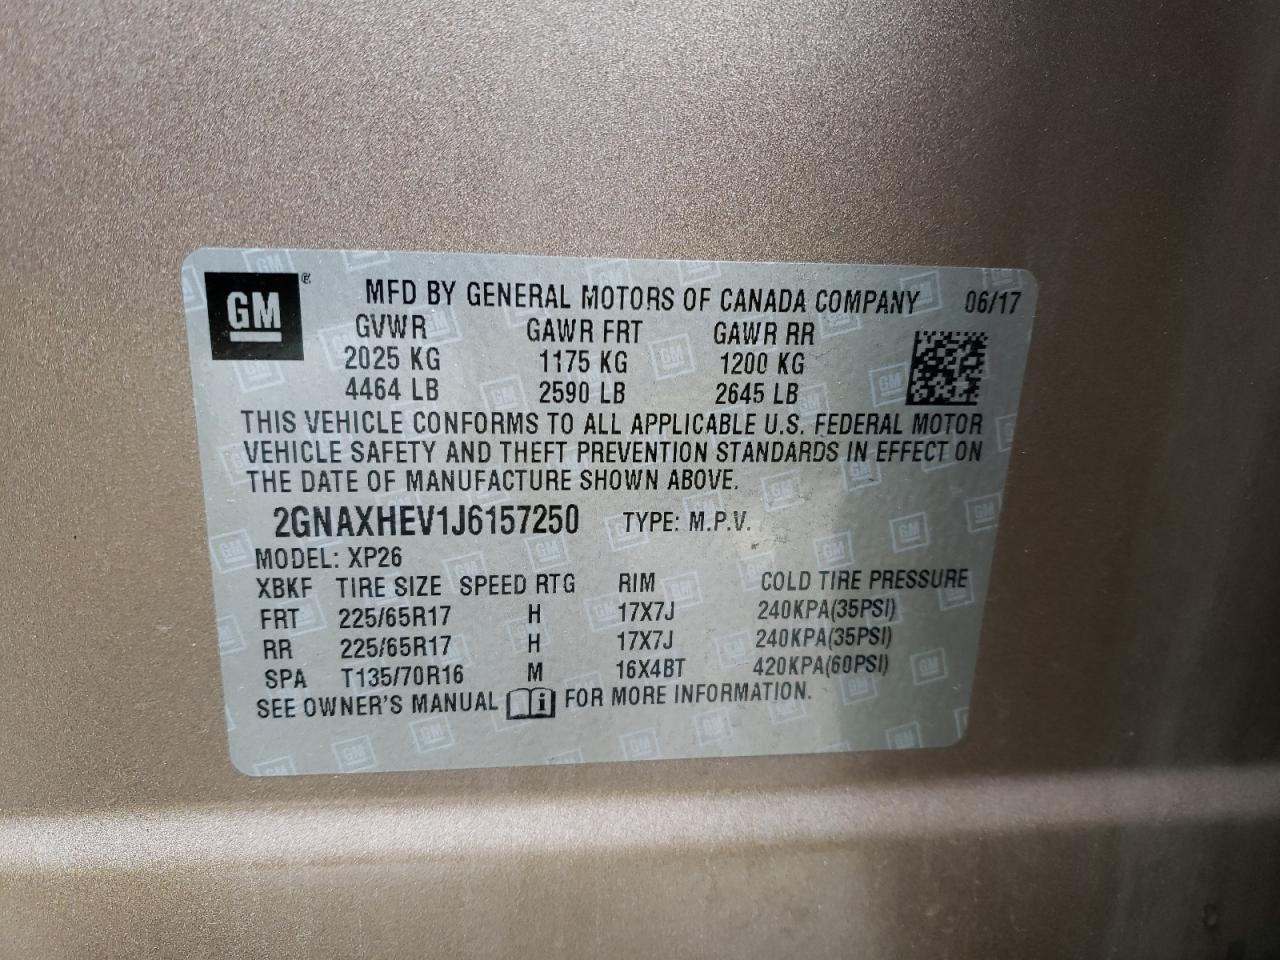 GM ® MFD BY GENERAL MOTORS OF CANADA COMPANY 06/17
GVWR GAWR FRT GAWR RR
2025 KG 1175 KG 1200 KG
4464 LB 2590 LB 2645 LB
THIS VEHICLE CONFORMS TO ALL APPLICABLE U.S. FEDERAL MOTOR
VEHICLE SAFETY AND THEFT PREVENTION STANDARDS IN EFFECT ON
THE DATE OF MANUFACTURE SHOWN ABOVE.
2GNAXHEV1J6157250 TYPE: M.P.V.
MODEL: XP26
XBKF TIRE SIZE SPEED RTG RIM COLD TIRE PRESSURE
FRT 225/65R17 H 17X7J 240KPA(35PSI)
RR 225/65R17 H 17X7J 240KPA(35PSI)
SPA T135/70R16 M 16X4BT 420KPA(60PSI)
SEE OWNER'S MANUAL i FOR MORE INFORMATION.